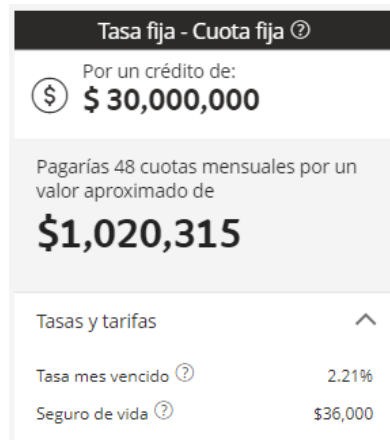 Tasa fija - Cuota fija ?
Por un crédito de:
$ $ 30,000,000
Pagarías 48 cuotas mensuales por un
valor aproximado de
$1,020,315
Tasas y tarifas
Tasa mes vencido ? 2.21%
Seguro de vida ? $36,000